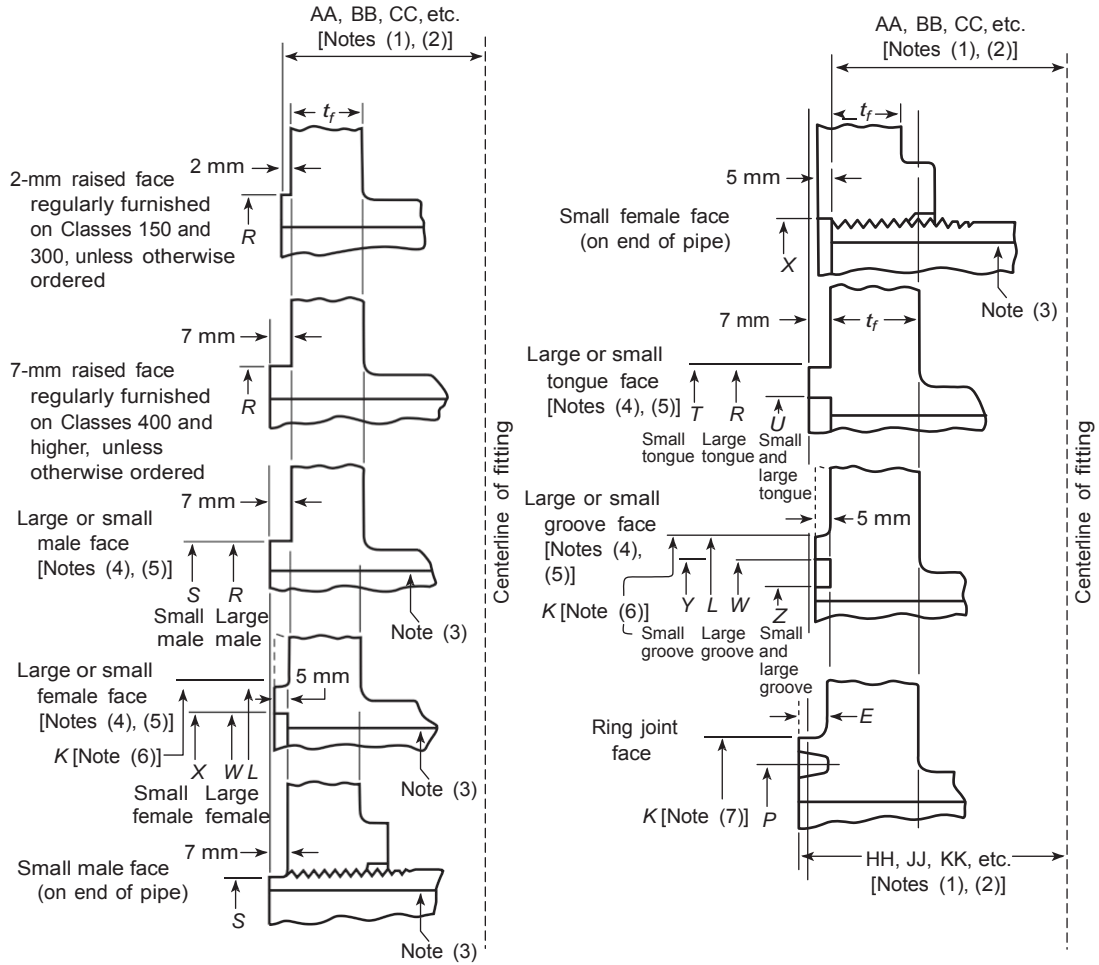 AA, BB, CC, etc.
[Notes (1), (2)]
t_f
2 mm
2-mm raised face
regularly furnished
on Classes 150 and
300, unless otherwise
ordered
R
7 mm
7-mm raised face
regularly furnished
on Classes 400 and
higher, unless
otherwise ordered
R
7 mm
Large or small
male face
[Notes (4), (5)]
S R
Small Large
male male
Note (3)
Large or small
female face
[Notes (4), (5)]
5 mm
K [Note (6)]
X W L
Small Large
female female
Note (3)
7 mm
Small male face
(on end of pipe)
S
Note (3)
Centerline of fitting
AA, BB, CC, etc.
[Notes (1), (2)]
t_f
5 mm
Small female face
(on end of pipe)
X
Note (3)
7 mm
t_f
Large or small
tongue face
[Notes (4), (5)]
T R U
Small Large Small
tongue tongue and
large
tongue
Large or small
groove face
[Notes (4),
(5)]
5 mm
K [Note (6)]
Y L W Z
Small Large Small
groove groove and
large
groove
Ring joint
face
E
K [Note (7)]
P
HH, JJ, KK, etc.
[Notes (1), (2)]
Centerline of fitting